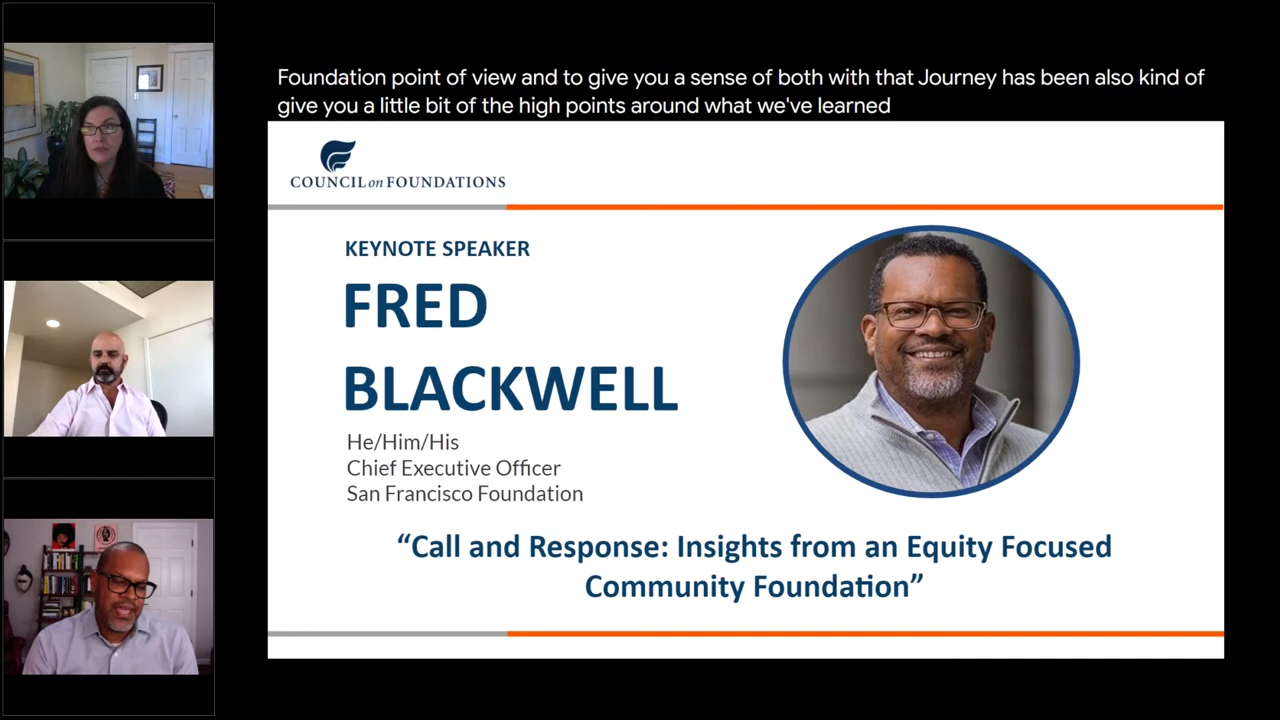 Foundation point of view and to give you a sense of both with that Journey has been also kind of
give you a little bit of the high points around what we've learned
COUNCIL on FOUNDATIONS
KEYNOTE SPEAKER
FRED
BLACKWELL
He/Him/His
Chief Executive Officer
San Francisco Foundation
“Call and Response: Insights from an Equity Focused
Community Foundation”